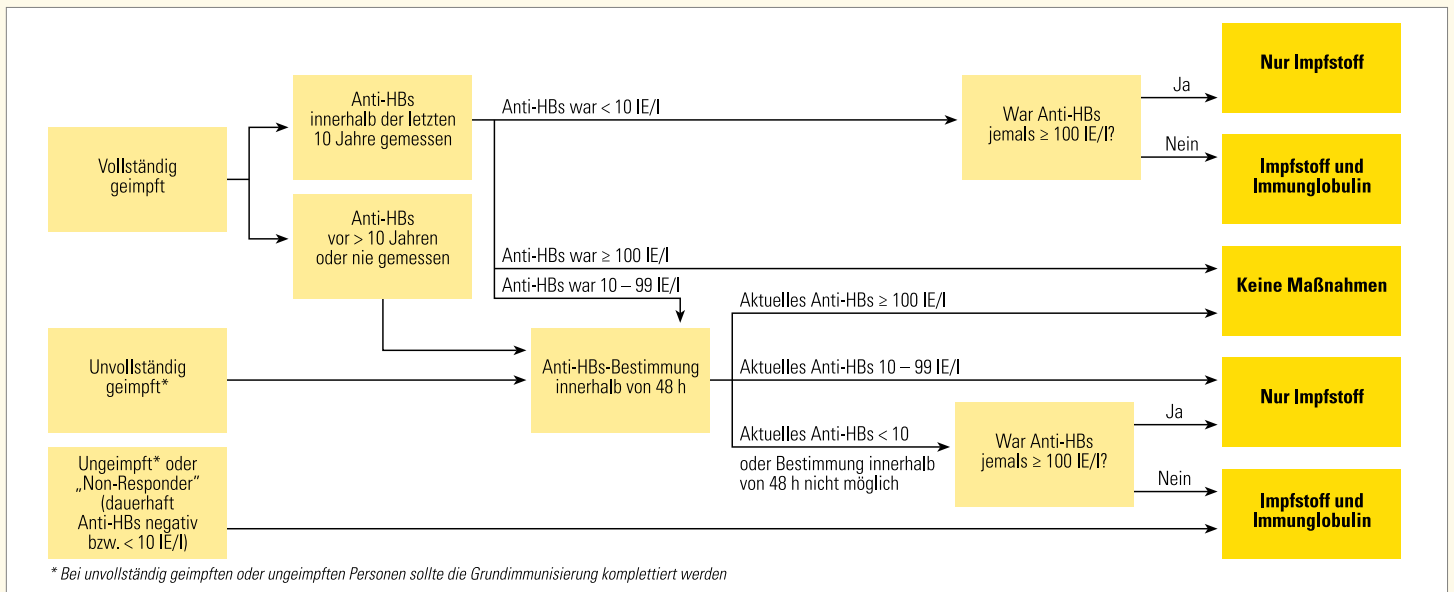 Vollständig
geimpft
Anti-HBs
innerhalb der letzten
10 Jahre gemessen
Anti-HBs
vor > 10 Jahren
oder nie gemessen
Anti-HBs war < 10 IE/l
War Anti-HBs
jemals ≥ 100 IE/l?
Ja
Nein
Nur Impfstoff
Impfstoff und
Immunglobulin
Anti-HBs war ≥ 100 IE/l
Anti-HBs war 10 – 99 IE/l
Keine Maßnahmen
Unvollständig
geimpft*
Anti-HBs-Bestimmung
innerhalb von 48 h
Aktuelles Anti-HBs ≥ 100 IE/l
Aktuelles Anti-HBs 10 – 99 IE/l
Aktuelles Anti-HBs < 10
oder Bestimmung innerhalb
von 48 h nicht möglich
War Anti-HBs
jemals ≥ 100 IE/l?
Ja
Nein
Nur Impfstoff
Ungeimpft* oder
„Non-Responder“
(dauerhaft
Anti-HBs negativ
bzw. < 10 IE/l)
Impfstoff und
Immunglobulin
* Bei unvollständig geimpften oder ungeimpften Personen sollte die Grundimmunisierung komplettiert werden